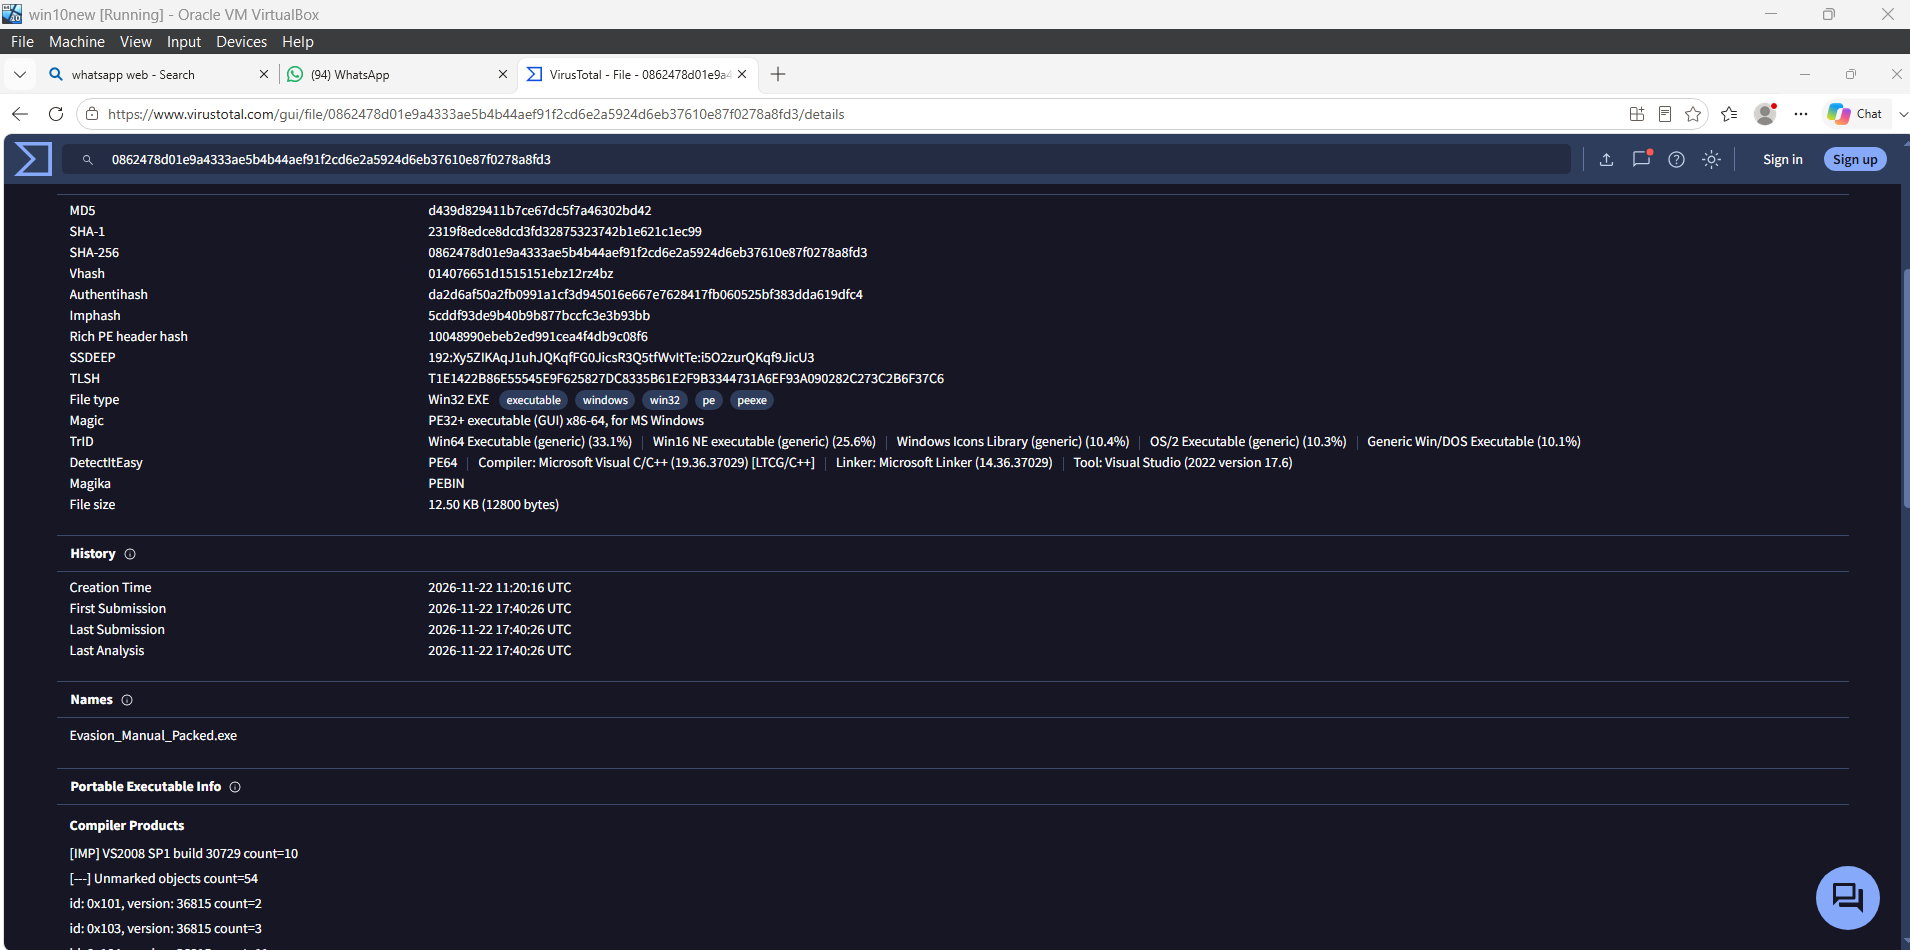 win10new [Running] - Oracle VM VirtualBox
File Machine View Input Devices Help
whatsapp web - Search
(94) WhatsApp
VirusTotal - File - 0862478d01e9a4
https://www.virustotal.com/gui/file/0862478d01e9a4333ae5b4b44aef91f2cd6e2a5924d6eb37610e87f0278a8fd3/details
Chat
0862478d01e9a4333ae5b4b44aef91f2cd6e2a5924d6eb37610e87f0278a8fd3
Sign in
Sign up
MD5 d439d829411b7ce67dc5f7a46302bd42
SHA-1 2319f8edce8dcd3fd32875323742b1e621c1ec99
SHA-256 0862478d01e9a4333ae5b4b44aef91f2cd6e2a5924d6eb37610e87f0278a8fd3
Vhash 014076651d1515151ebz12rz4bz
Authentihash da2d6af50a2fb0991a1cf3d945016e667e7628417fb060525bf383dda619dfc4
Imphash 5cddf93de9b40b9b877bccfc3e3b93bb
Rich PE header hash 10048990ebeb2ed991cea4f4db9c08f6
SSDEEP 192:Xy5ZIKAqJ1uhJQKqfFG0JicsR3Q5tfWvItTe:i5O2zurQKqf9JicU3
TLSH T1E1422B86E55545E9F625827DC8335B61E2F9B3344731A6EF93A090282C273C2B6F37C6
File type Win32 EXE executable windows win32 pe peexe
Magic PE32+ executable (GUI) x86-64, for MS Windows
TrID Win64 Executable (generic) (33.1%) Win16 NE executable (generic) (25.6%) Windows Icons Library (generic) (10.4%) OS/2 Executable (generic) (10.3%) Generic Win/DOS Executable (10.1%)
DetectItEasy PE64 Compiler: Microsoft Visual C/C++ (19.36.37029) [LTCG/C++] Linker: Microsoft Linker (14.36.37029) Tool: Visual Studio (2022 version 17.6)
Magika PEBIN
File size 12.50 KB (12800 bytes)
History
Creation Time 2026-11-22 11:20:16 UTC
First Submission 2026-11-22 17:40:26 UTC
Last Submission 2026-11-22 17:40:26 UTC
Last Analysis 2026-11-22 17:40:26 UTC
Names
Evasion_Manual_Packed.exe
Portable Executable Info
Compiler Products
[IMP] VS2008 SP1 build 30729 count=10
[---] Unmarked objects count=54
id: 0x101, version: 36815 count=2
id: 0x103, version: 36815 count=3